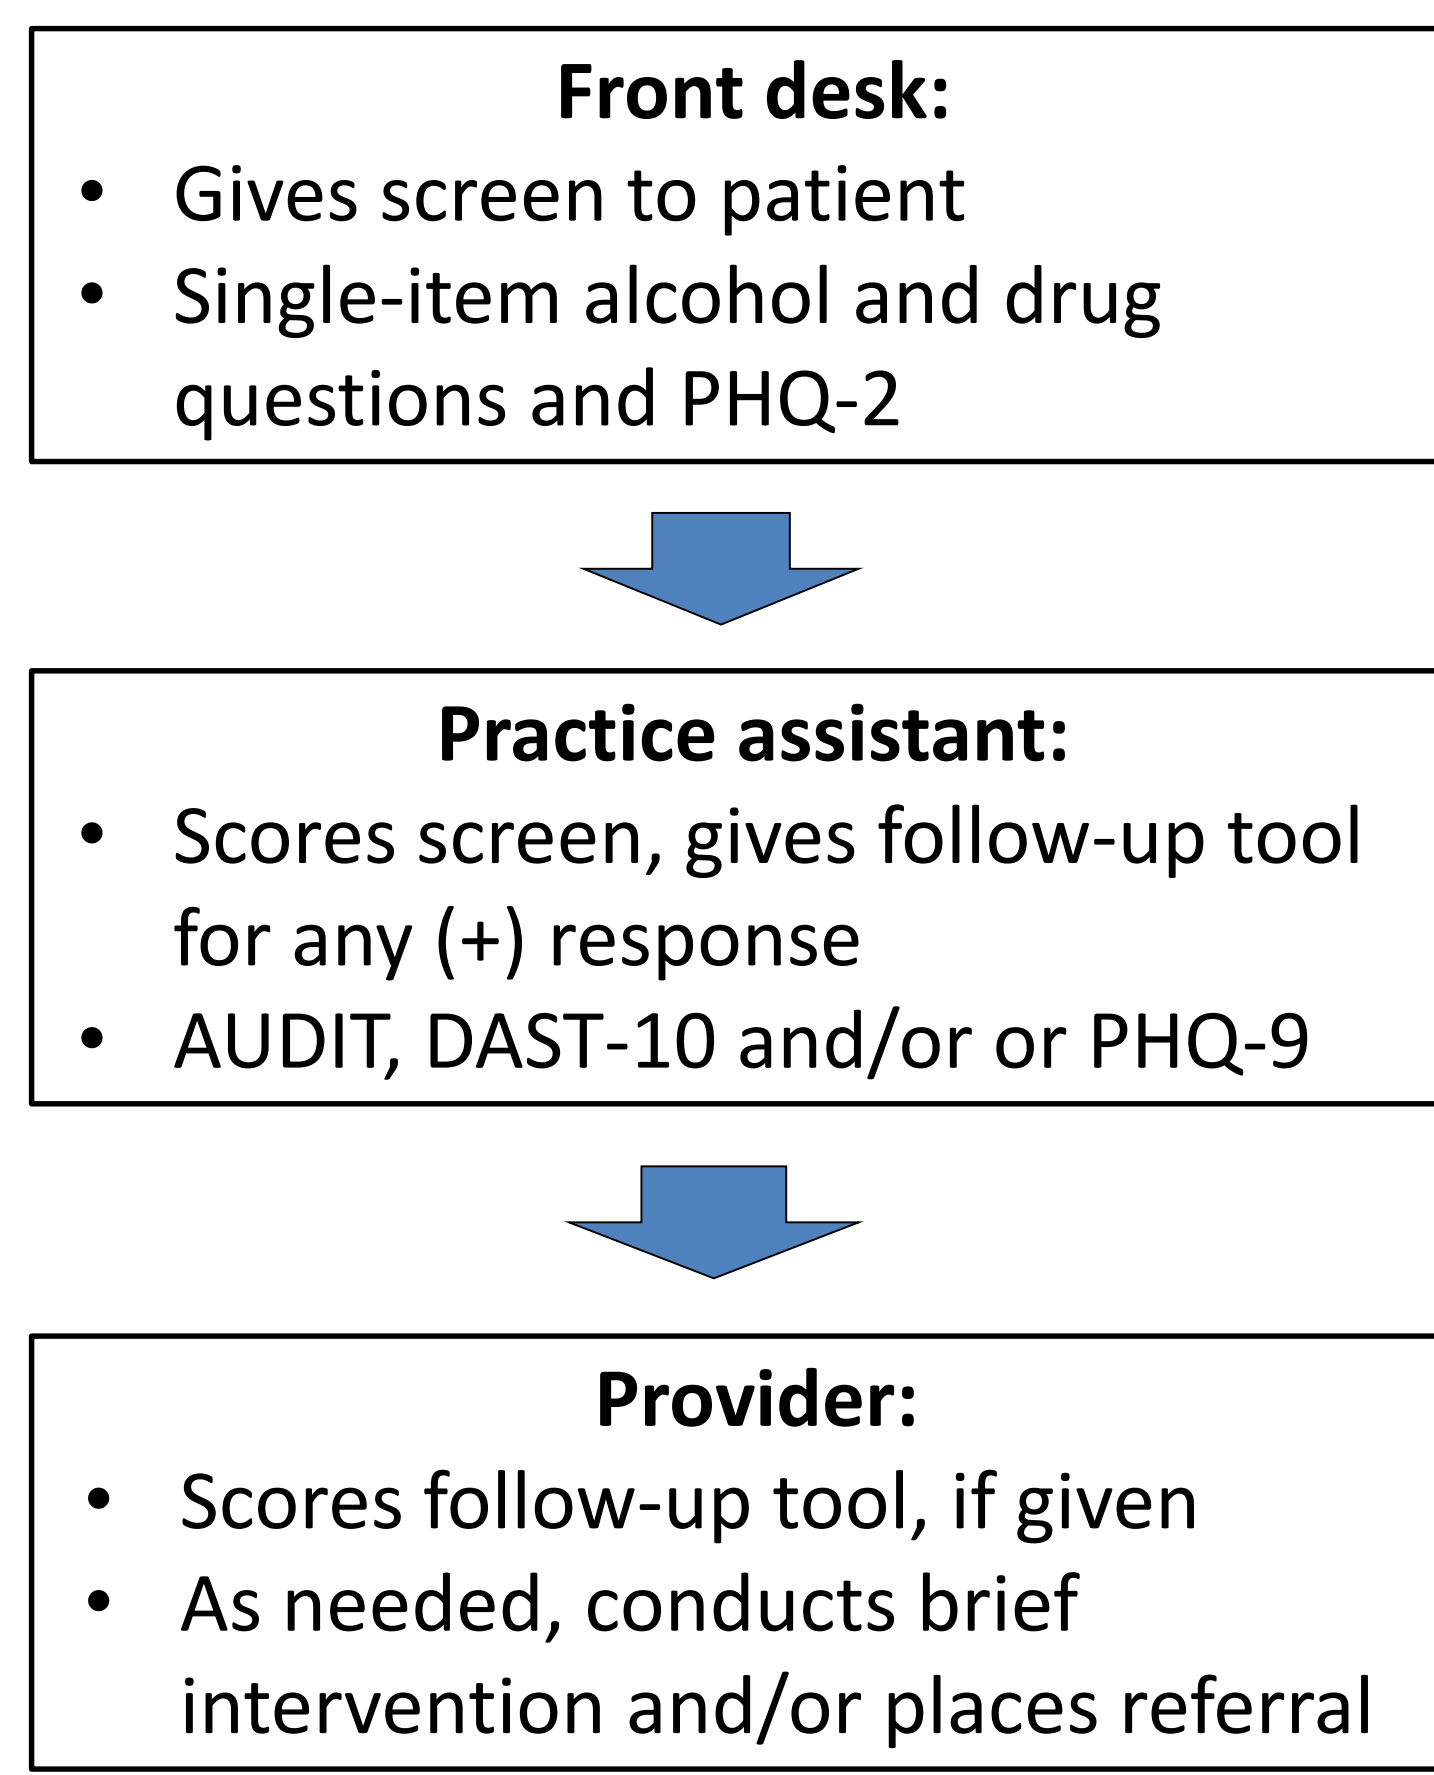 Front desk:
• Gives screen to patient
• Single-item alcohol and drug
questions and PHQ-2
Practice assistant:
• Scores screen, gives follow-up tool
for any (+) response
• AUDIT, DAST-10 and/or or PHQ-9
Provider:
• Scores follow-up tool, if given
• As needed, conducts brief
intervention and/or places referral